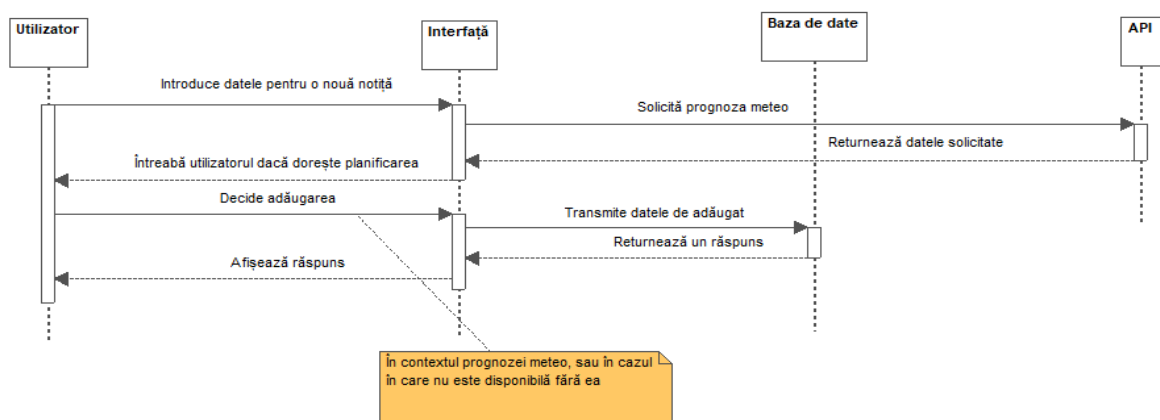 Utilizator
Interfață
Baza de date
API
Introduce datele pentru o nouă notiță
Solicită prognoza meteo
Returnează datele solicitate
Întreabă utilizatorul dacă dorește planificarea
Decide adăugarea
Transmite datele de adăugat
Returnează un răspuns
Afișează răspuns
În contextul prognozei meteo, sau în cazul
în care nu este disponibilă fără ea